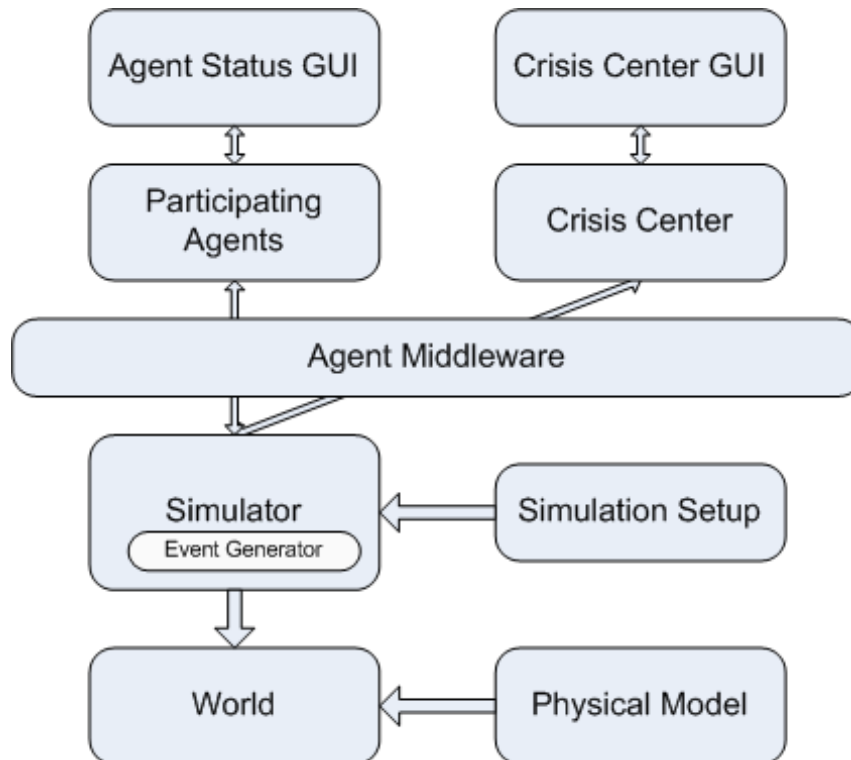 Agent Status GUI
Crisis Center GUI
Participating
Agents
Crisis Center
Agent Middleware
Simulator
Event Generator
Simulation Setup
World
Physical Model